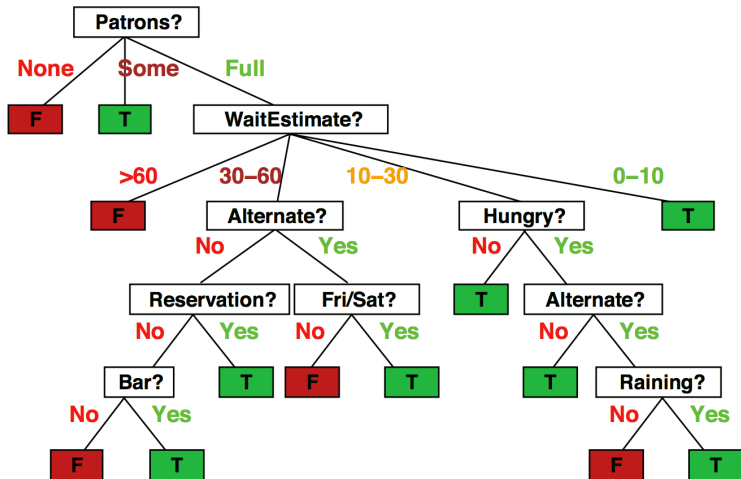 Patrons?
None Some Full
F T WaitEstimate?
>60 30–60 10–30 0–10
F Alternate? Hungry? T
No Yes No Yes
Reservation? Fri/Sat? T Alternate?
No Yes No Yes No Yes
Bar? T F T T Raining?
No Yes No Yes
F T F T